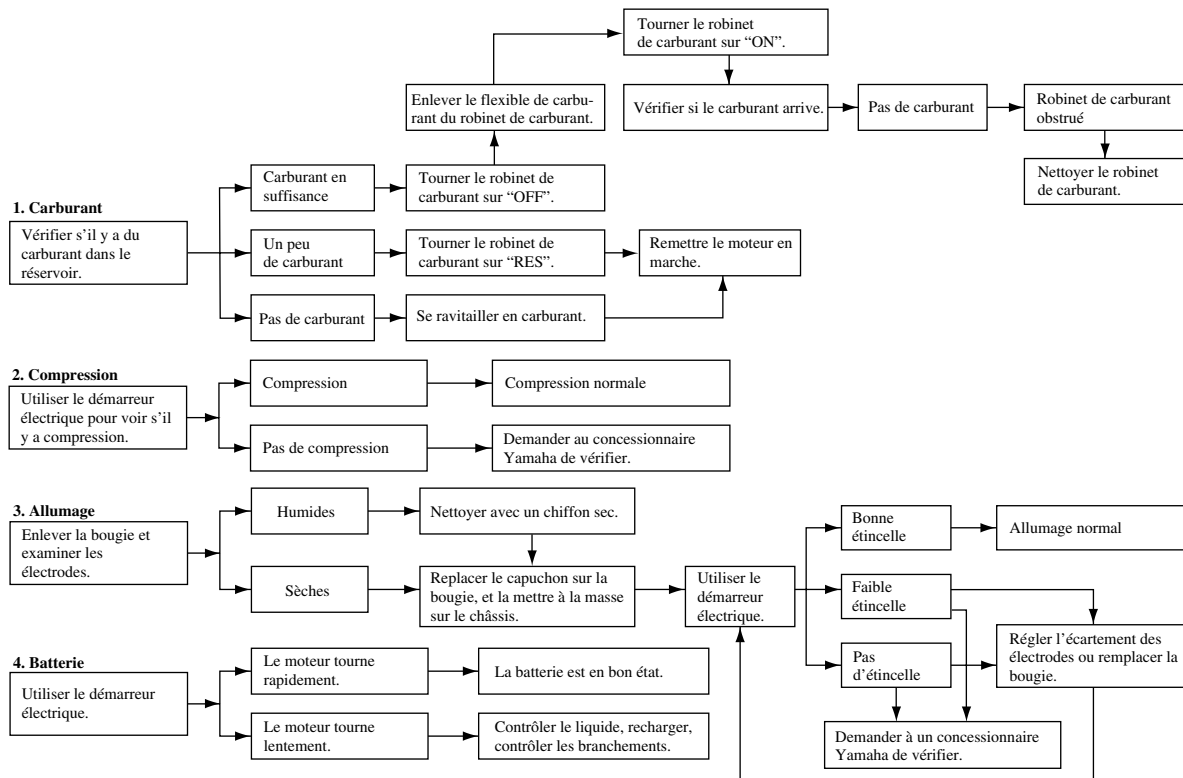 Tourner le robinet
de carburant sur “ON”.
Enlever le flexible de carbu-
rant du robinet de carburant.
Vérifier si le carburant arrive.
Pas de carburant
Robinet de carburant
obstrué
Nettoyer le robinet
de carburant.
1. Carburant
Vérifier s’il y a du
carburant dans le
réservoir.
Carburant en
suffisance
Tourner le robinet de
carburant sur “OFF”.
Un peu
de carburant
Tourner le robinet de
carburant sur “RES”.
Remettre le moteur en
marche.
Pas de carburant
Se ravitailler en carburant.
2. Compression
Utiliser le démarreur
électrique pour voir s’il
y a compression.
Compression
Compression normale
Pas de compression
Demander au concessionnaire
Yamaha de vérifier.
3. Allumage
Enlever la bougie et
examiner les
électrodes.
Humides
Nettoyer avec un chiffon sec.
Sèches
Replacer le capuchon sur la
bougie, et la mettre à la masse
sur le châssis.
Utiliser le
démarreur
électrique.
Bonne
étincelle
Allumage normal
Faible
étincelle
Pas
d’étincelle
Régler l’écartement des
électrodes ou remplacer la
bougie.
Demander à un concessionnaire
Yamaha de vérifier.
4. Batterie
Utiliser le démarreur
électrique.
Le moteur tourne
rapidement.
La batterie est en bon état.
Le moteur tourne
lentement.
Contrôler le liquide, recharger,
contrôler les branchements.